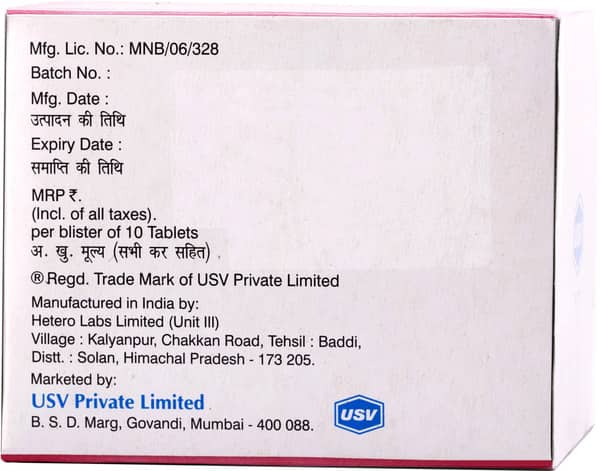 Mfg. Lic. No.: MNB/06/328
Batch No. :
Mfg. Date :
उत्पादन की तिथि
Expiry Date :
समाप्ति की तिथि
MRP ₹.
(Incl. of all taxes).
per blister of 10 Tablets
अ. खु. मूल्य (सभी कर सहित)
® Regd. Trade Mark of USV Private Limited
Manufactured in India by:
Hetero Labs Limited (Unit III)
Village : Kalyanpur, Chakkan Road, Tehsil : Baddi,
Distt. : Solan, Himachal Pradesh - 173 205.
Marketed by:
USV Private Limited
B. S. D. Marg, Govandi, Mumbai - 400 088.
USV